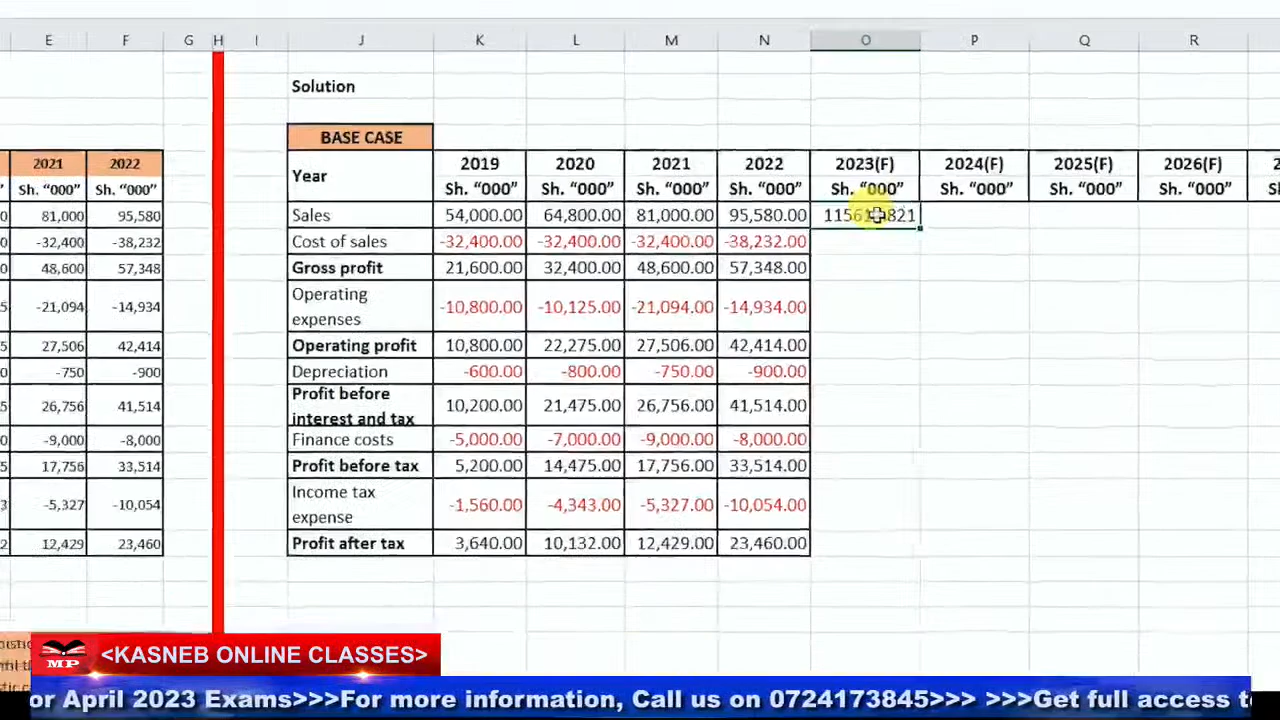 E F G H I J K L M N O P Q R
Solution
BASE CASE
2021 2022
Sh. “000” Sh. “000”
Year 2019 2020 2021 2022 2023(F) 2024(F) 2025(F) 2026(F)
Sh. “000” Sh. “000” Sh. “000” Sh. “000” Sh. “000” Sh. “000” Sh. “000” Sh. “000”
81,000 95,580 Sales 54,000.00 64,800.00 81,000.00 95,580.00
-32,400 -38,232 Cost of sales -32,400.00 -32,400.00 -32,400.00 -38,232.00
48,600 57,348 Gross profit 21,600.00 32,400.00 48,600.00 57,348.00
Operating
-21,094 -14,934 expenses -10,800.00 -10,125.00 -21,094.00 -14,934.00
27,506 42,414 Operating profit 10,800.00 22,275.00 27,506.00 42,414.00
-750 -900 Depreciation -600.00 -800.00 -750.00 -900.00
Profit before
26,756 41,514 interest and tax 10,200.00 21,475.00 26,756.00 41,514.00
-9,000 -8,000 Finance costs -5,000.00 -7,000.00 -9,000.00 -8,000.00
17,756 33,514 Profit before tax 5,200.00 14,475.00 17,756.00 33,514.00
Income tax
-5,327 -10,054 expense -1,560.00 -4,343.00 -5,327.00 -10,054.00
12,429 23,460 Profit after tax 3,640.00 10,132.00 12,429.00 23,460.00
MP <KASNEB ONLINE CLASSES>
or April 2023 Exams>>>For more information, Call us on 0724173845>>> >>>Get full access to